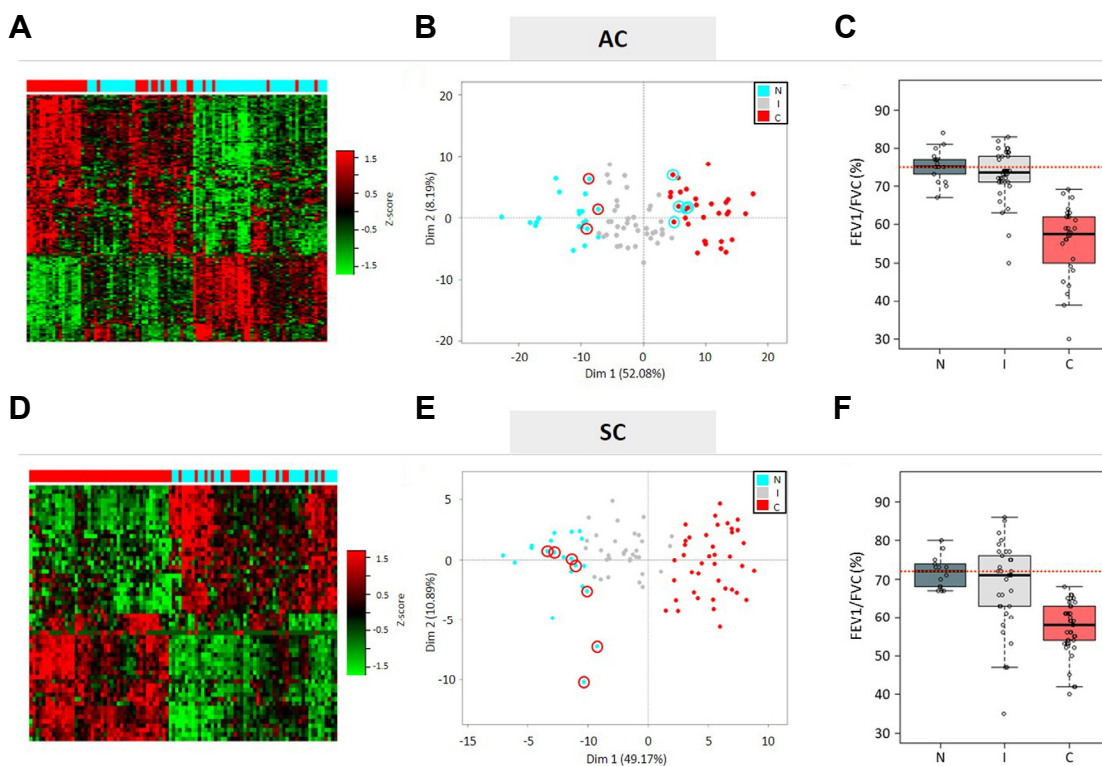 A
B
AC
C
1.5
0.5
-0.5
-1.5
Z-score
N
I
C
20
10
0
-10
-20
Dim 2 (8.19%)
-20
-10
0
10
20
Dim 1 (52.08%)
90
80
70
60
50
40
30
FEV1/FVC (%)
N
I
C
D
E
SC
F
1.5
0.5
-0.5
-1.5
Z-score
N
I
C
5
0
-5
-10
Dim 2 (10.89%)
-15
-10
-10
0
5
10
Dim 1 (49.17%)
90
80
70
60
50
40
30
FEV1/FVC (%)
N
I
C